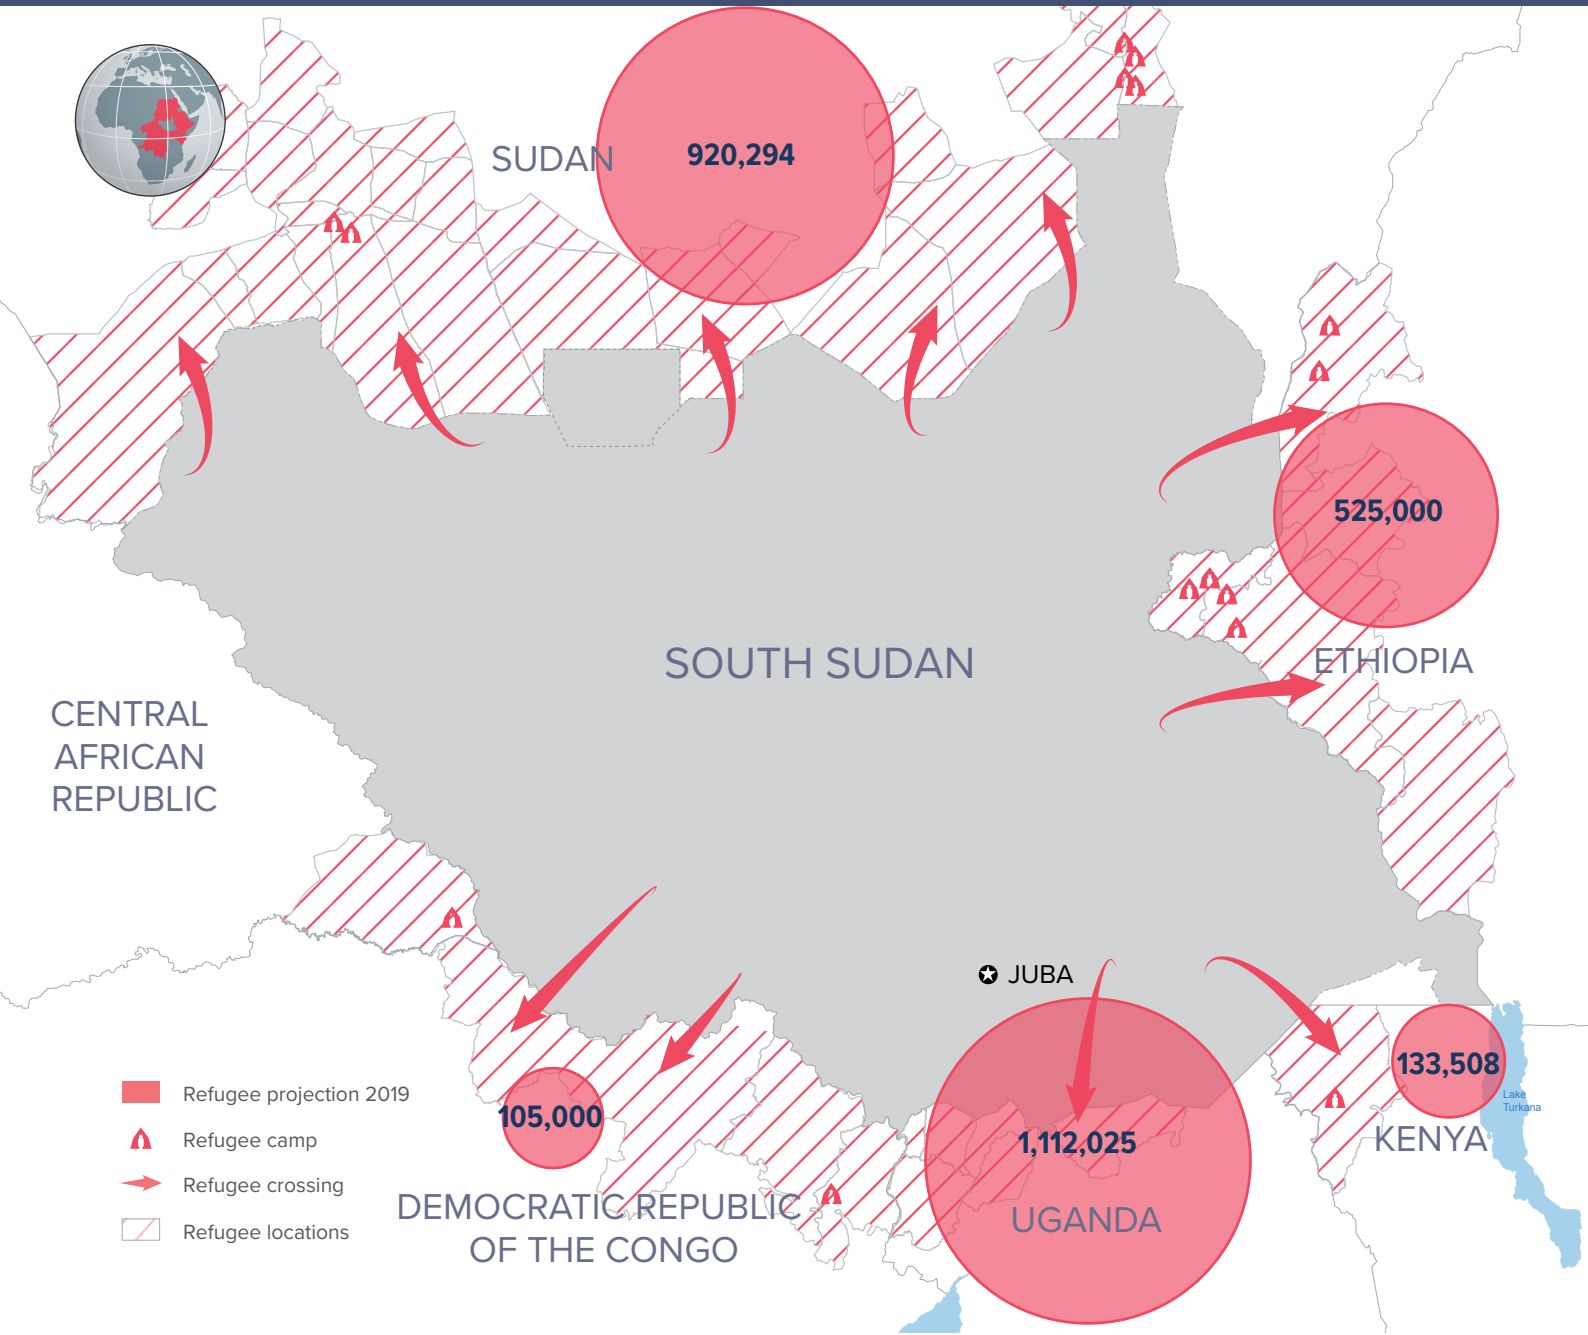 SUDAN
920,294
525,000
ETHIOPIA
SOUTH SUDAN
CENTRAL
AFRICAN
REPUBLIC
JUBA
133,508
Lake
Turkana
KENYA
1,112,025
UGANDA
105,000
DEMOCRATIC REPUBLIC
OF THE CONGO
Refugee projection 2019
Refugee camp
Refugee crossing
Refugee locations